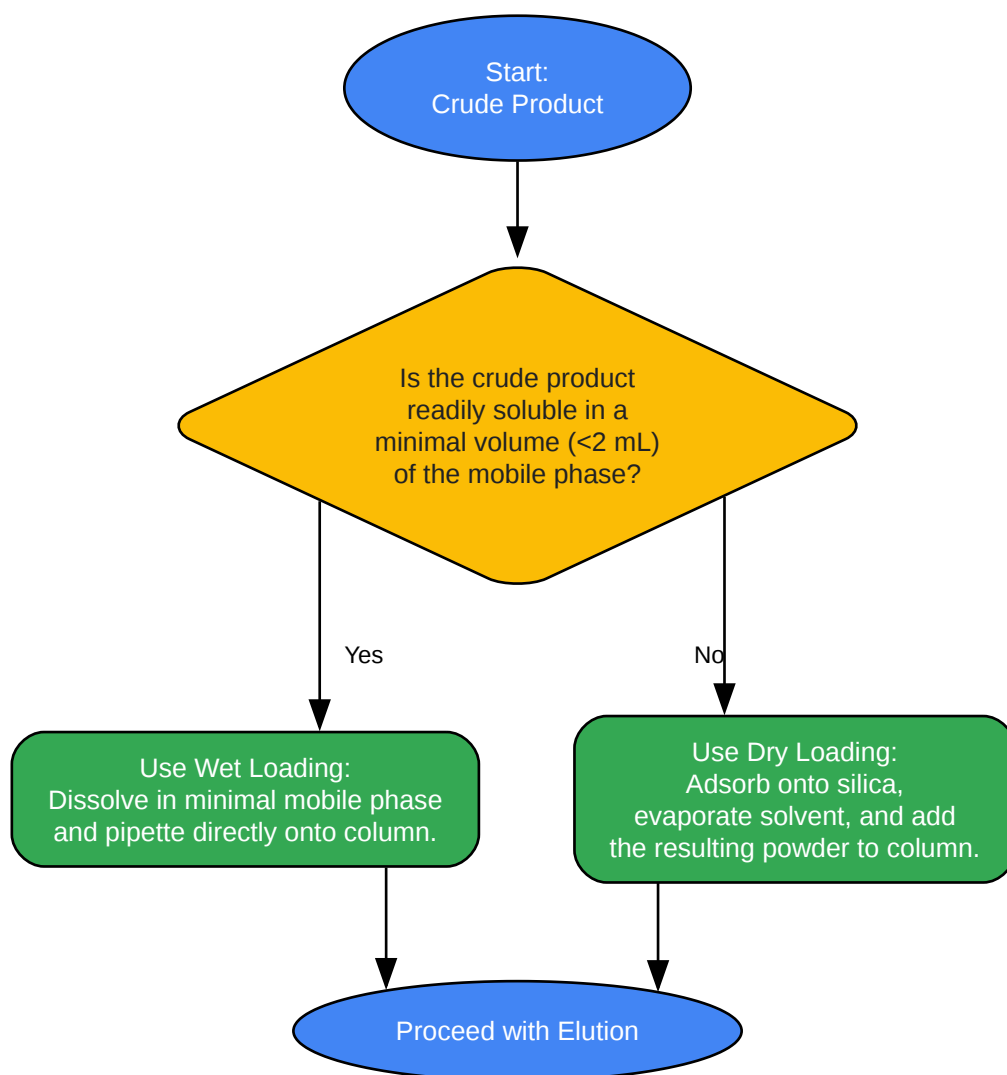 Start:
Crude Product
Is the crude product
readily soluble in a
minimal volume (<2 mL)
of the mobile phase?
Yes
No
Use Wet Loading:
Dissolve in minimal mobile phase
and pipette directly onto column.
Use Dry Loading:
Adsorb onto silica,
evaporate solvent, and add
the resulting powder to column.
Proceed with Elution